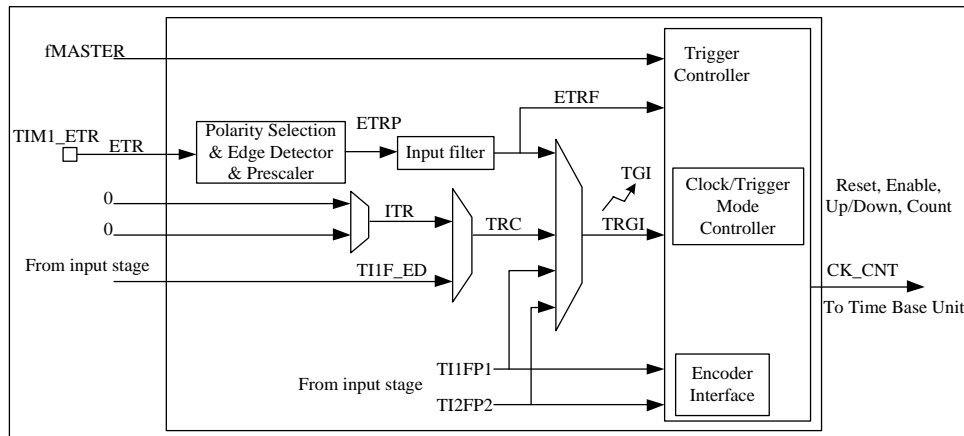 fMASTER
Trigger
Controller
ETRF
TIM1_ETR
ETR
Polarity Selection
& Edge Detector
& Prescaler
ETRP
Input filter
TGI
Clock/Trigger
Mode
Controller
Reset, Enable,
Up/Down, Count
0
ITR
0
TRC
TRGI
From input stage
TI1F_ED
CK_CNT
To Time Base Unit
From input stage
TI1FP1
TI2FP2
Encoder
Interface